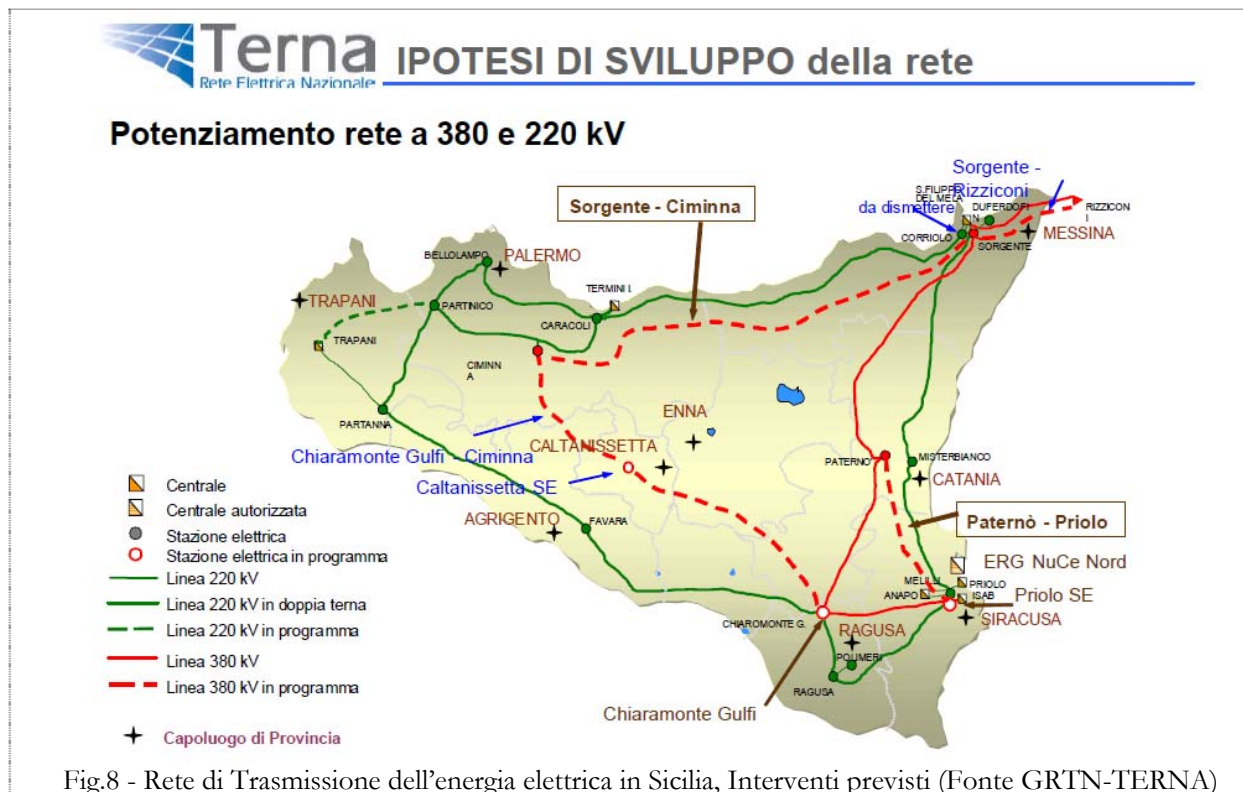 Terna
Rete Elettrica Nazionale
IPOTESI DI SVILUPPO della rete
Potenziamento rete a 380 e 220 kV
Sorgente -
Rizziconi
Sorgente - Ciminna
S.FILIPPO
DEL MELA
da dismettere
DUFERDOFI
N
RIZZICON
I
CORRIOLO
SORGENTE
MESSINA
BELLOLAMPO
PALERMO
TRAPANI
PARTINICO
TERMINI I.
CARACOLI
TRAPANI
CIMINN
A
PARTANNA
ENNA
CALTANISSETTA
Chiaramonte Gulfi - Ciminna
Caltanissetta SE
PATERNO
MISTERBIANCO
CATANIA
AGRIGENTO
FAVARA
Paternò - Priolo
ERG NuCe Nord
MELILLI
PRIOLO
ANAPO
ISAB
Priolo SE
SIRACUSA
CHIAROMONTE G.
RAGUSA
POLIMERI
RAGUSA
Chiaramonte Gulfi
Centrale
Centrale autorizzata
Stazione elettrica
Stazione elettrica in programma
Linea 220 kV
Linea 220 kV in doppia terna
Linea 220 kV in programma
Linea 380 kV
Linea 380 kV in programma
Capoluogo di Provincia
Fig.8 - Rete di Trasmissione dell'energia elettrica in Sicilia, Interventi previsti (Fonte GRTN-TERNA)